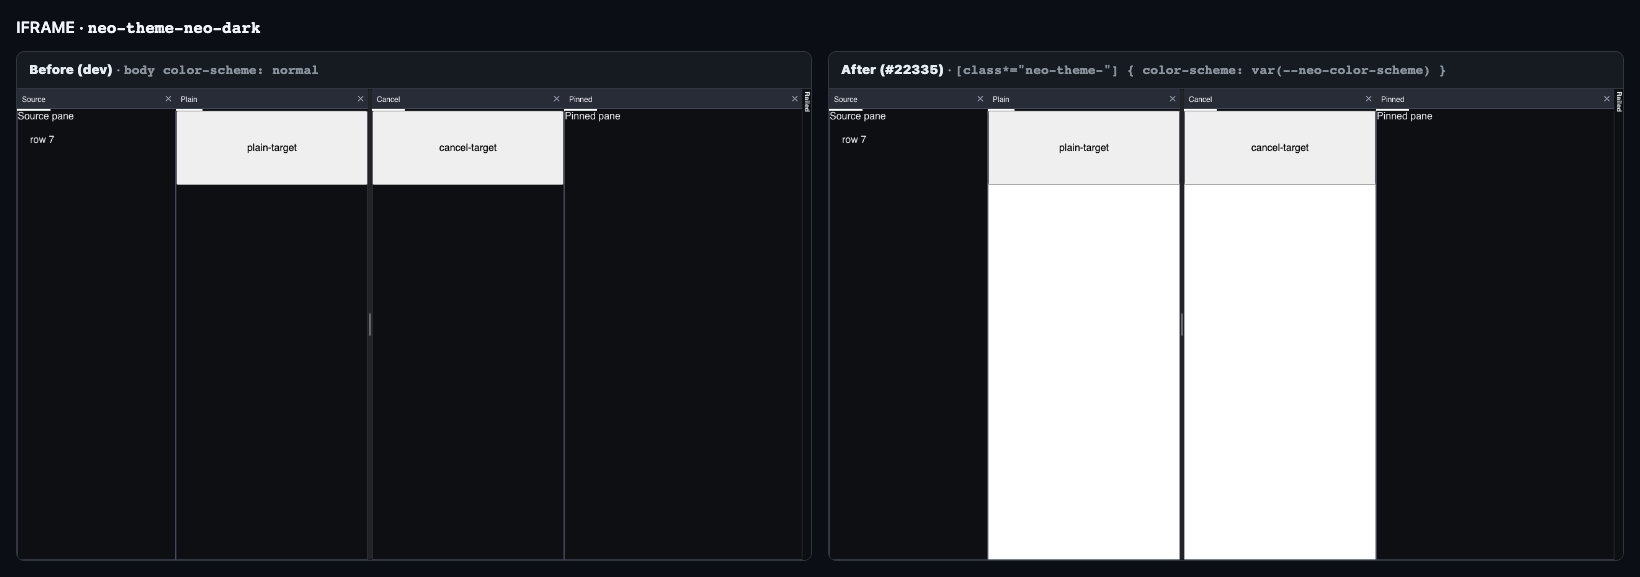 IFRAME · neo-theme-neo-dark
Before (dev) · body color-scheme: normal
Source × Plain × Cancel × Pinned × Railed
Source pane
row 7
plain-target
cancel-target
Pinned pane
After (#22335) · [class*="neo-theme-"] { color-scheme: var(--neo-color-scheme) }
Source × Plain × Cancel × Pinned × Railed
Source pane
row 7
plain-target
cancel-target
Pinned pane